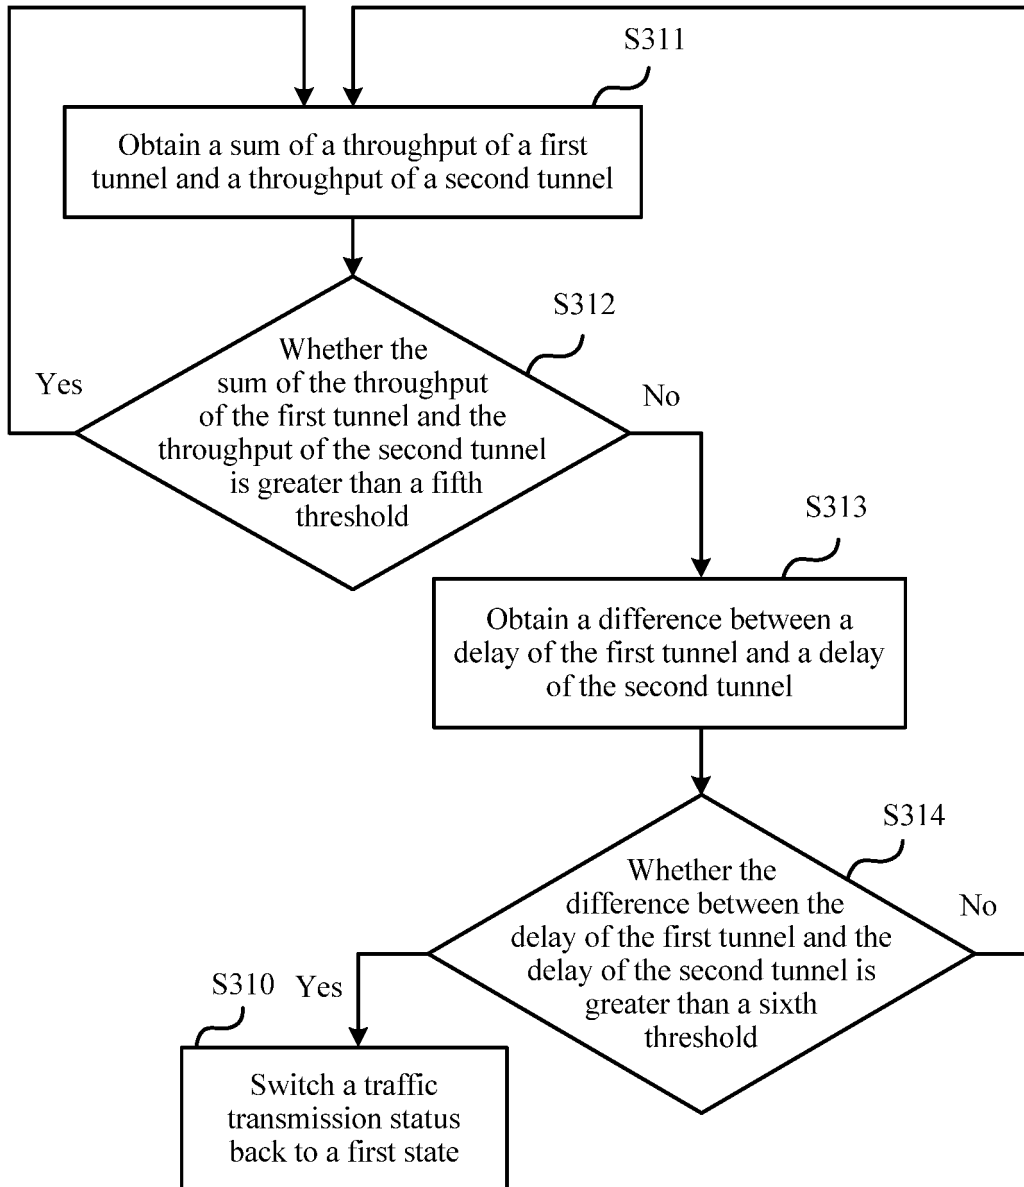 S311
Obtain a sum of a throughput of a first
tunnel and a throughput of a second tunnel
S312
Whether the
sum of the throughput
of the first tunnel and the
throughput of the second tunnel
is greater than a fifth
threshold
Yes
No
S313
Obtain a difference between a
delay of the first tunnel and a delay
of the second tunnel
S314
Whether the
difference between the
delay of the first tunnel and the
delay of the second tunnel is
greater than a sixth
threshold
No
S310
Yes
Switch a traffic
transmission status
back to a first state